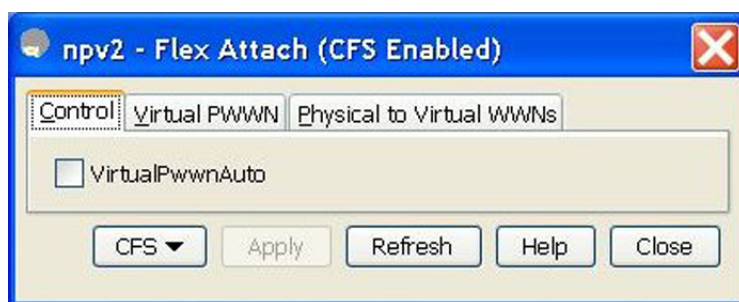 npv2 - Flex Attach (CFS Enabled)
Control Virtual PWWN Physical to Virtual WWNs
VirtualPwwnAuto
CFS Apply Refresh Help Close